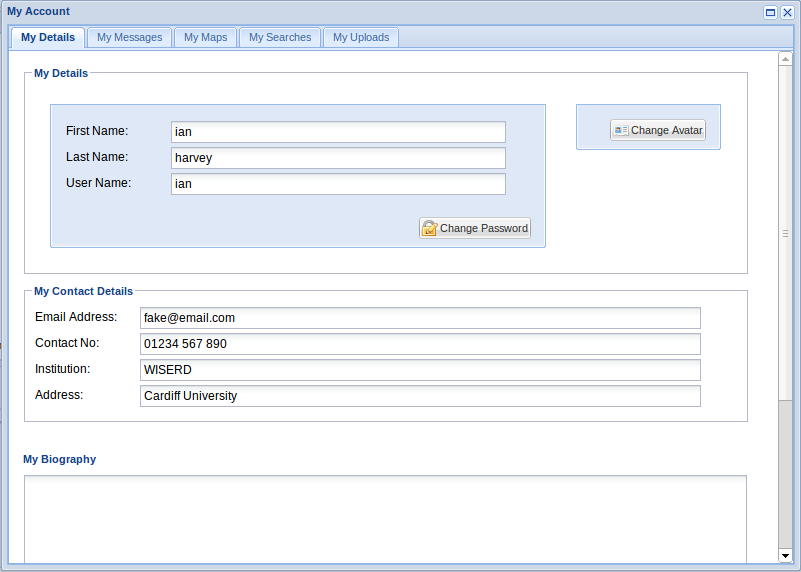 My Account
My Details My Messages My Maps My Searches My Uploads
My Details
First Name: ian
Last Name: harvey
User Name: ian
Change Password
Change Avatar
My Contact Details
Email Address: fake@email.com
Contact No: 01234 567 890
Institution: WISERD
Address: Cardiff University
My Biography